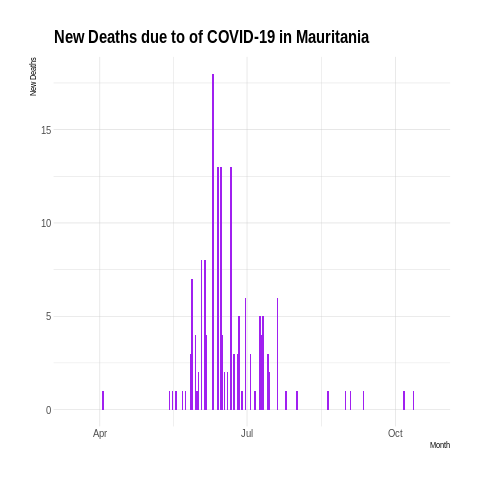 New Deaths due to of COVID-19 in Mauritania
New Deaths
15
10
5
0
Apr
Jul
Oct
Month